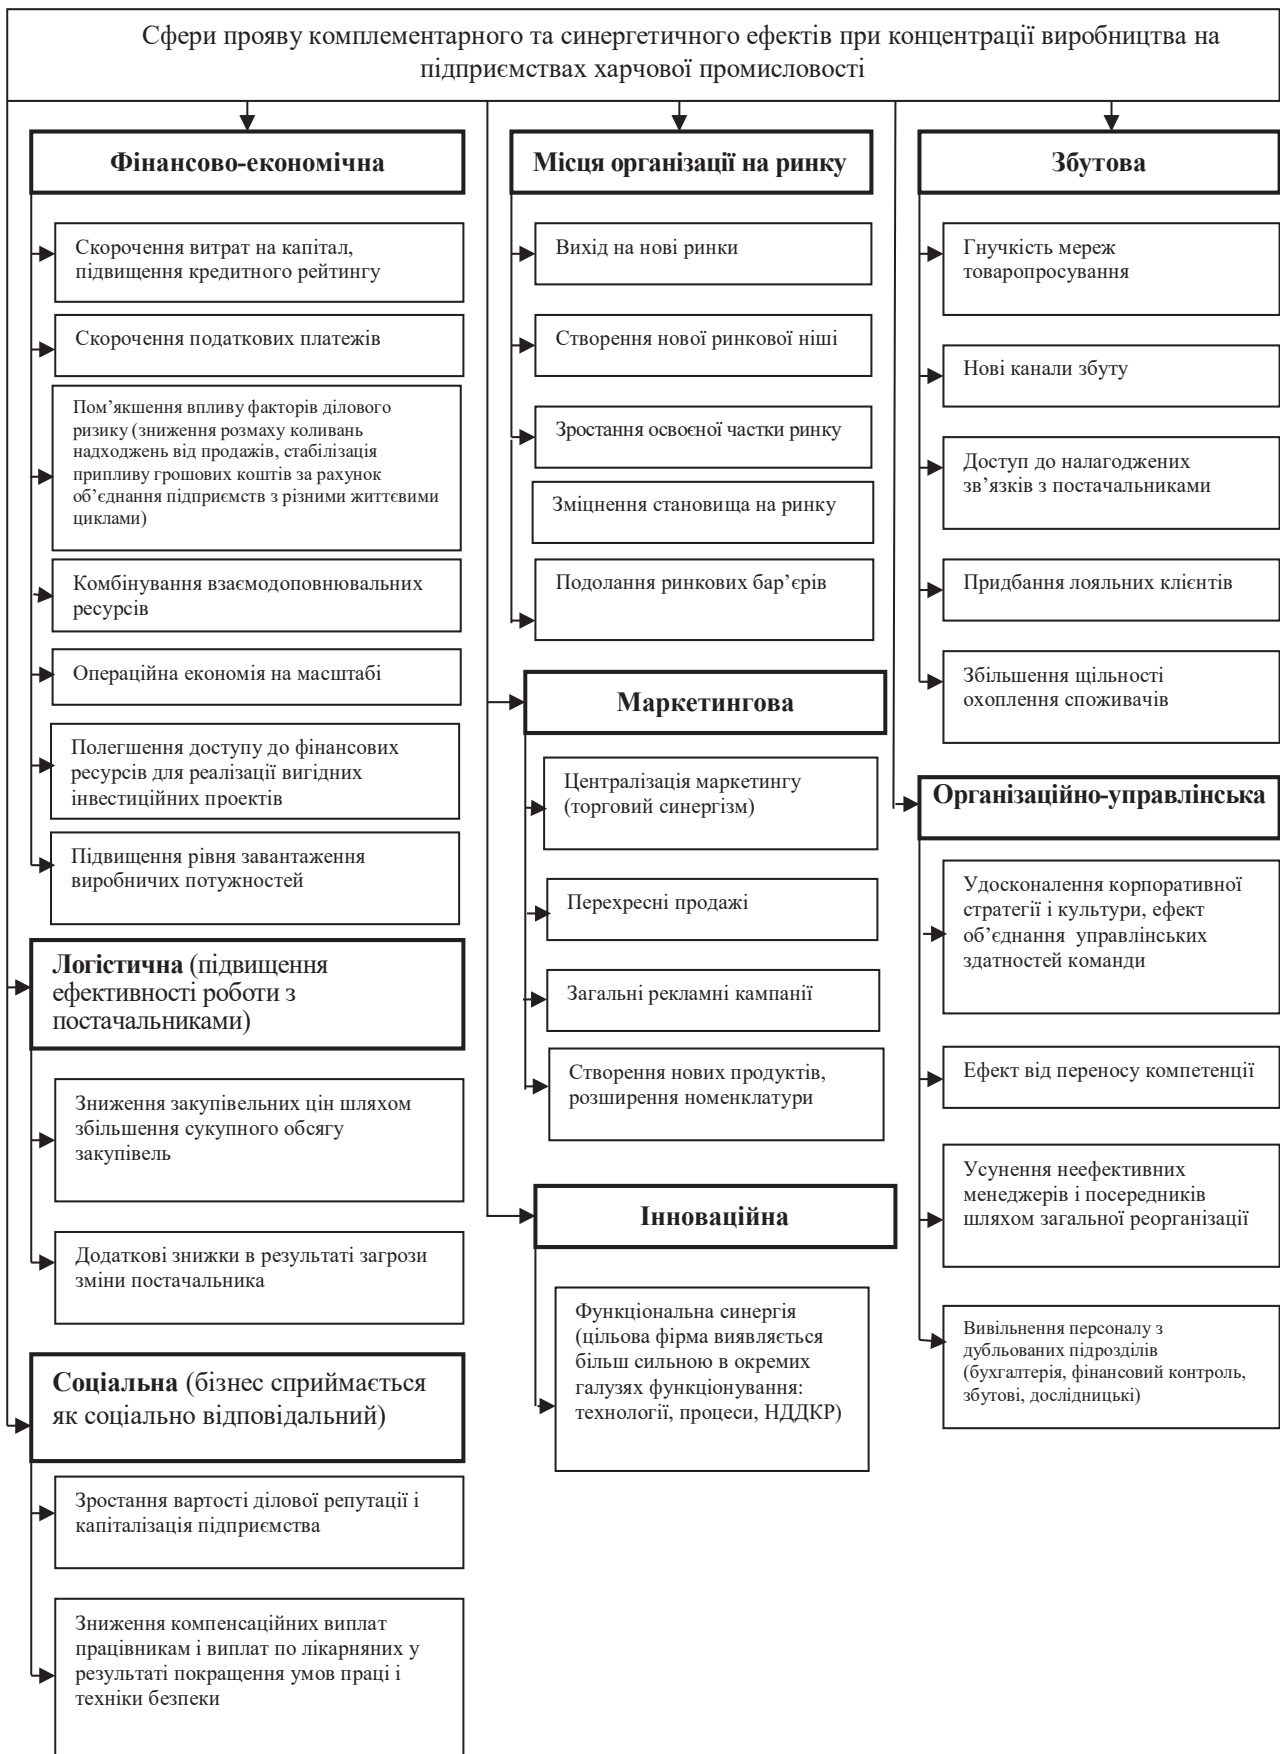 Сфери прояву комплементарного та синергетичного ефектів при концентрації виробництва на
підприємствах харчової промисловості
Фінансово-економічна
Скорочення витрат на капітал,
підвищення кредитного рейтингу
Скорочення податкових платежів
Пом’якшення впливу факторів ділового
ризику (зниження розмаху коливань
надходжень від продажів, стабілізація
припливу грошових коштів за рахунок
об’єднання підприємств з різними життєвими
циклами)
Комбінування взаємодоповнювальних
ресурсів
Операційна економія на масштабі
Полегшення доступу до фінансових
ресурсів для реалізації вигідних
інвестиційних проектів
Підвищення рівня завантаження
виробничих потужностей
Логістична (підвищення
ефективності роботи з
постачальниками)
Зниження закупівельних цін шляхом
збільшення сукупного обсягу
закупівель
Додаткові знижки в результаті загрози
зміни постачальника
Соціальна (бізнес сприймається
як соціально відповідальний)
Зростання вартості ділової репутації і
капіталізація підприємства
Зниження компенсаційних виплат
працівникам і виплат по лікарняних у
результаті покращення умов праці і
техніки безпеки
Місця організації на ринку
Вихід на нові ринки
Створення нової ринкової ніші
Зростання освоєної частки ринку
Зміцнення становища на ринку
Подолання ринкових бар’єрів
Маркетингова
Централізація маркетингу
(торговий синергізм)
Перехресні продажі
Загальні рекламні кампанії
Створення нових продуктів,
розширення номенклатури
Інноваційна
Функціональна синергія
(цільова фірма виявляється
більш сильною в окремих
галузях функціонування:
технології, процеси, НДДКР)
Збутова
Гнучкість мереж
товаропросування
Нові канали збуту
Доступ до налагоджених
зв’язків з постачальниками
Придбання лояльних клієнтів
Збільшення щільності
охоплення споживачів
Організаційно-управлінська
Удосконалення корпоративної
стратегії і культури, ефект
об’єднання управлінських
здатностей команди
Ефект від переносу компетенції
Усунення неефективних
менеджерів і посередників
шляхом загальної реорганізації
Вивільнення персоналу з
дубльованих підрозділів
(бухгалтерія, фінансовий контроль,
збутові, дослідницькі)